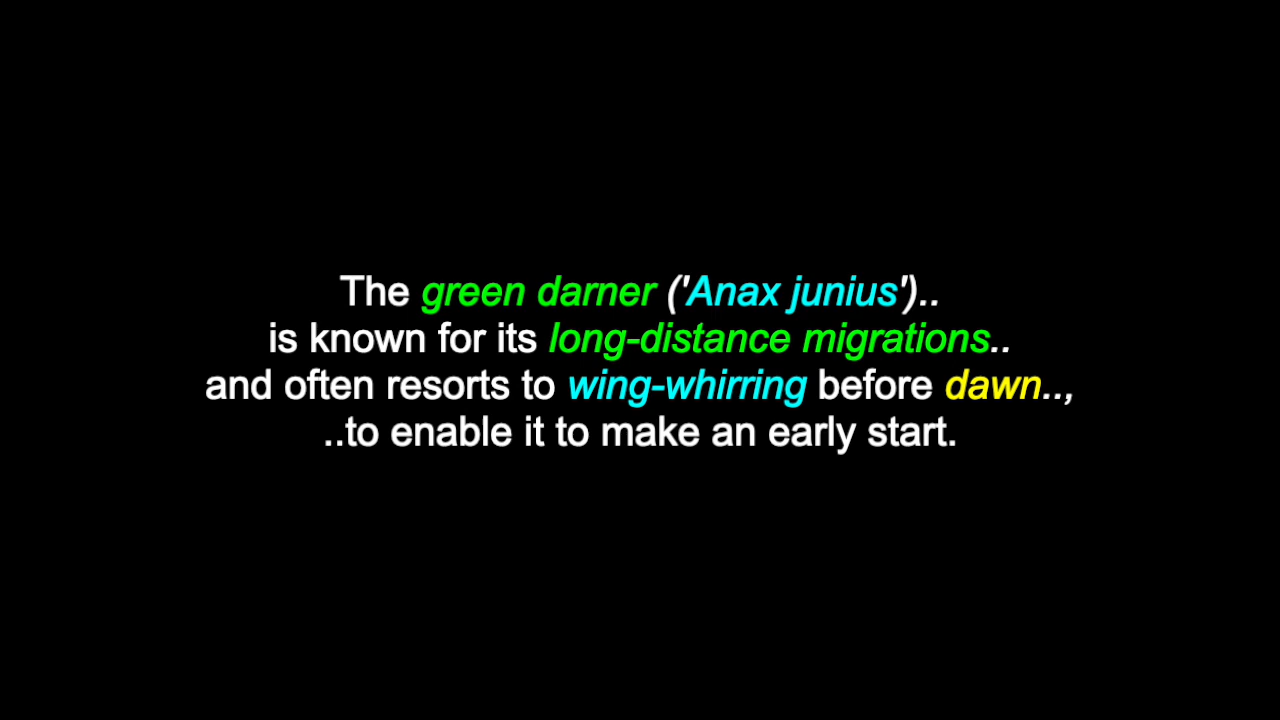 The green darner ('Anax junius')..
is known for its long-distance migrations..
and often resorts to wing-whirring before dawn..,
..to enable it to make an early start.